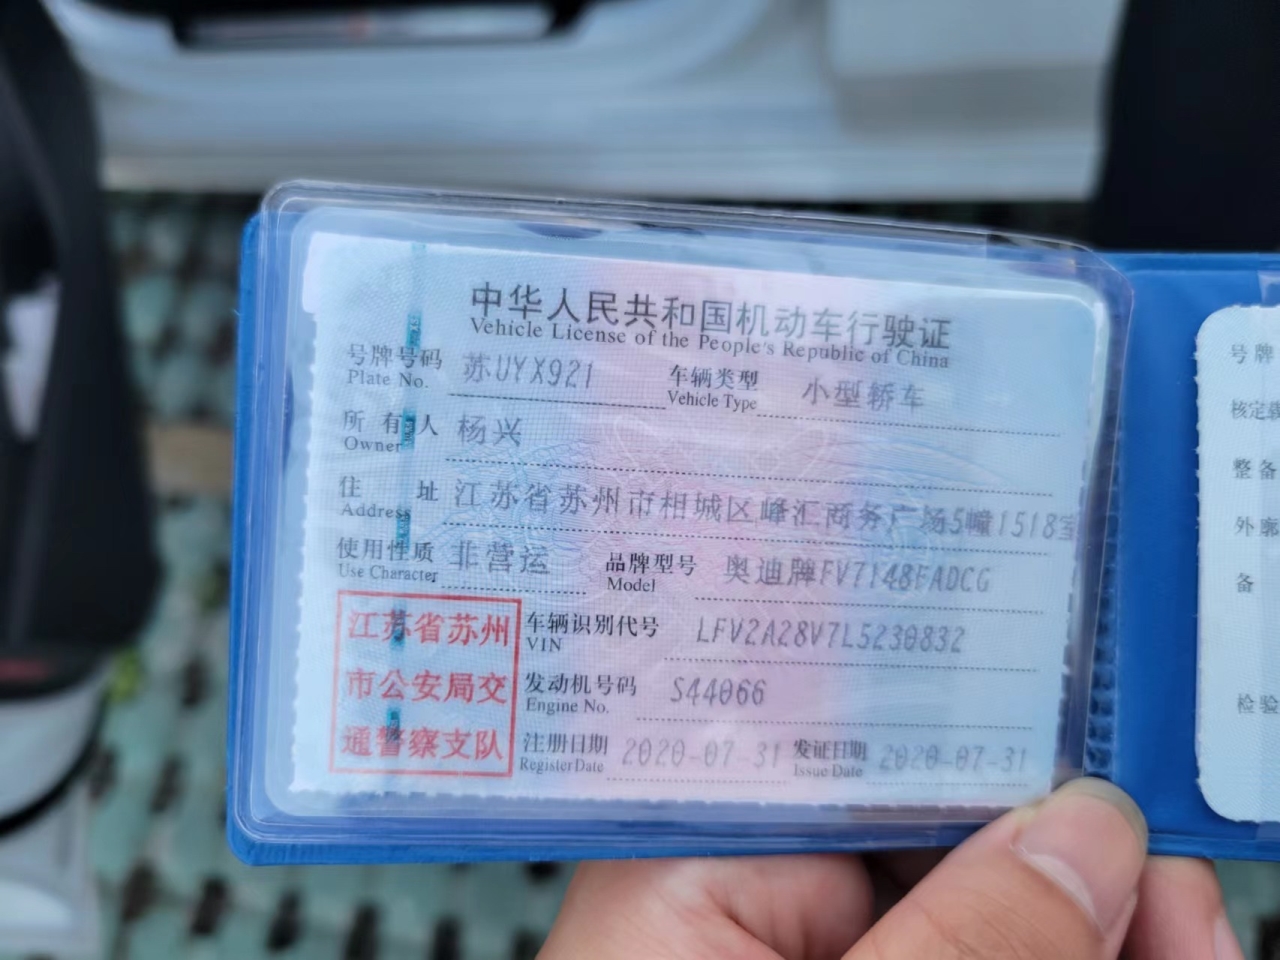 中华人民共和国机动车行驶证
Vehicle License of the People's Republic of China
号牌号码 苏UYX921 车辆类型 小型轿车
Plate No. Vehicle Type
所有人 杨兴
Owner
住址 江苏省苏州市相城区峰汇商务广场5幢1518室
Address
使用性质 非营运 品牌型号 奥迪牌FV7148FADCG
Use Character Model
江苏省苏州
市公安局交
通警察支队
车辆识别代号 LFV2A28V7L5230832
VIN
发动机号码 S44066
Engine No.
注册日期 2020-07-31 发证日期 2020-07-31
Register Date Issue Date
号牌
核定载
整备
外廓
备
检验